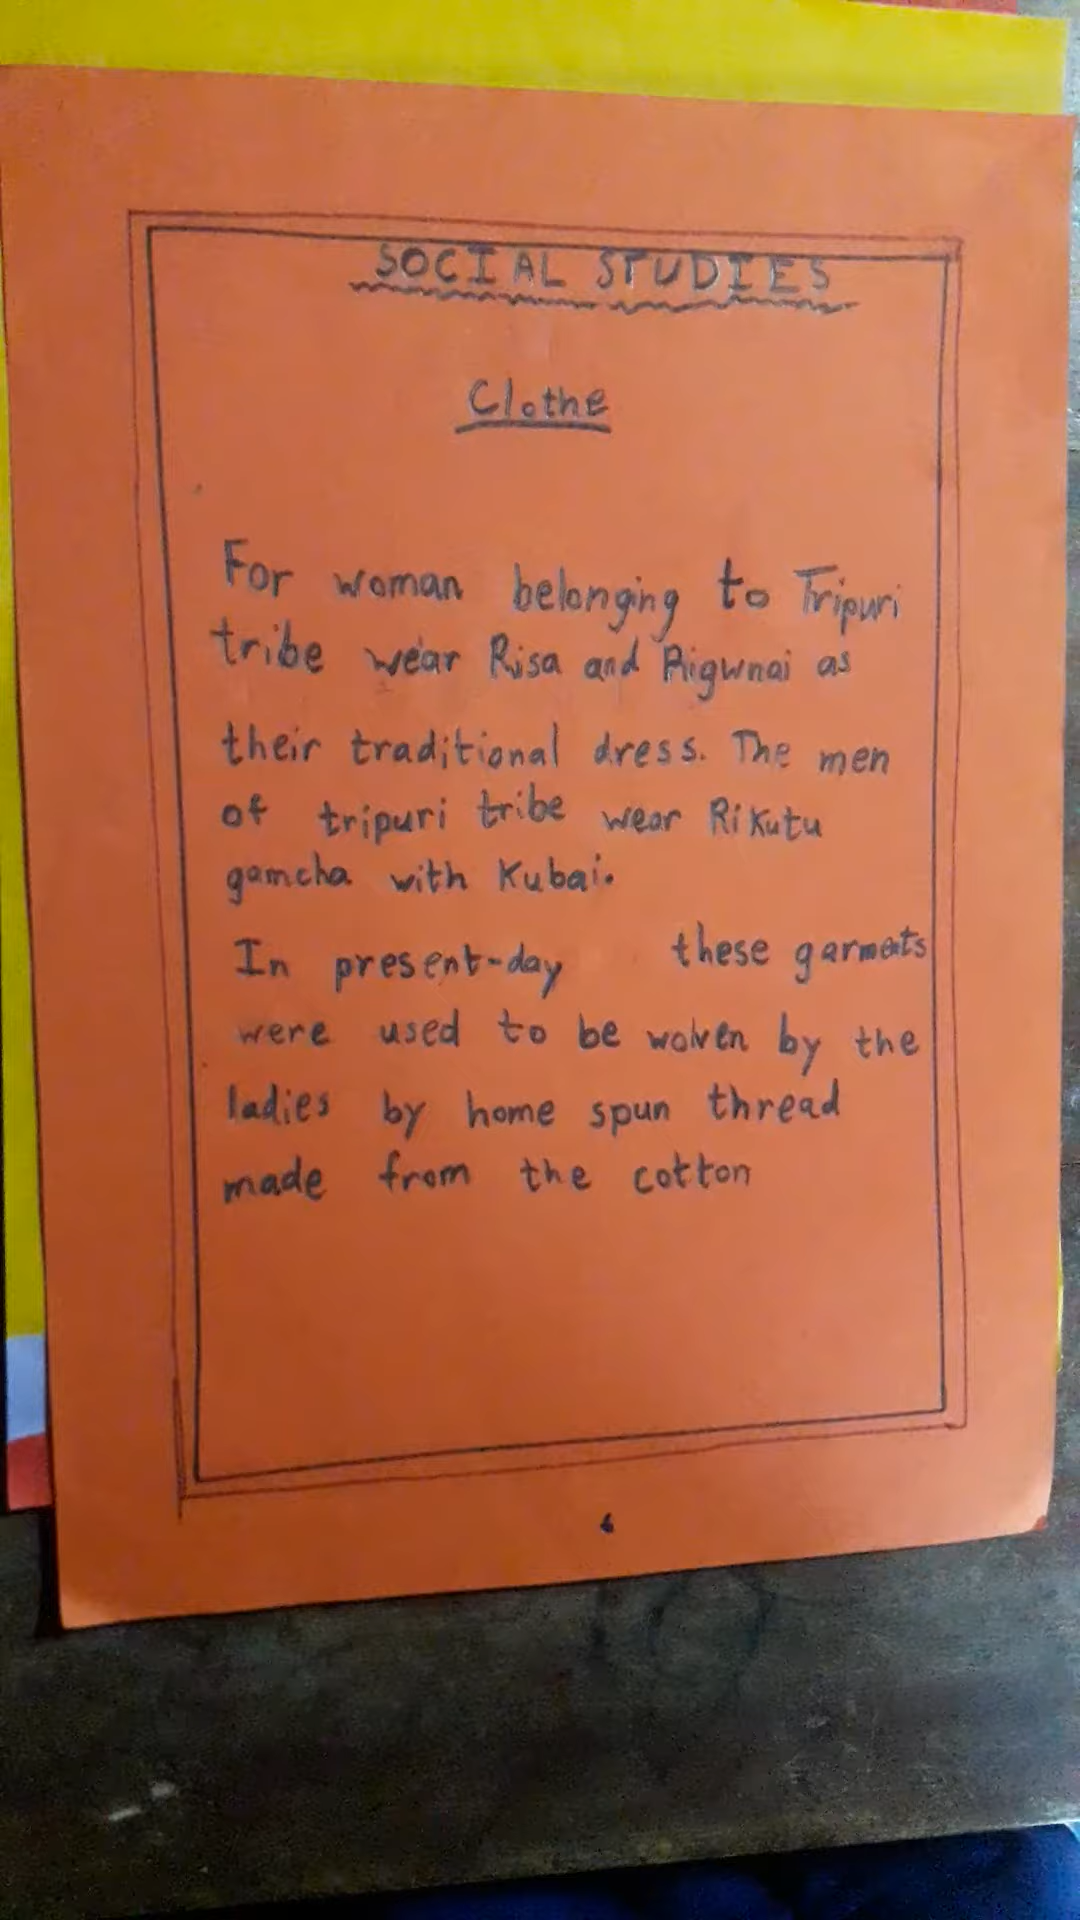 SOCIAL STUDIES
Clothe
For woman belonging to Tripuri
tribe wear Risa and Rigwnai as
their traditional dress. The men
of tripuri tribe wear Rikutu
gamcha with Kubai.
In present-day these garmets
were used to be wolven by the
ladies by home spun thread
made from the cotton
6